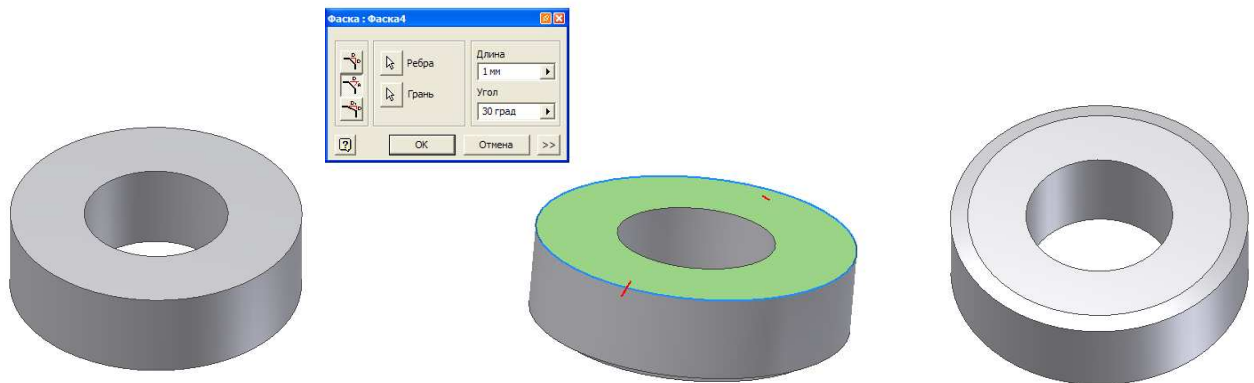 Фаска : Фаска4
Ребра
Грань
Длина
1 мм
Угол
30 град
OK
Отмена
>>